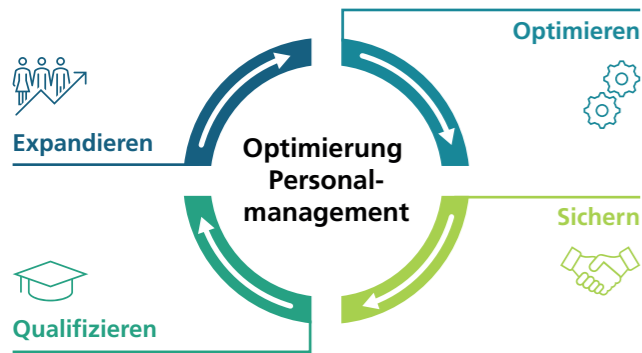 Optimieren
Expandieren
Optimierung
Personal-
management
Sichern
Qualifizieren